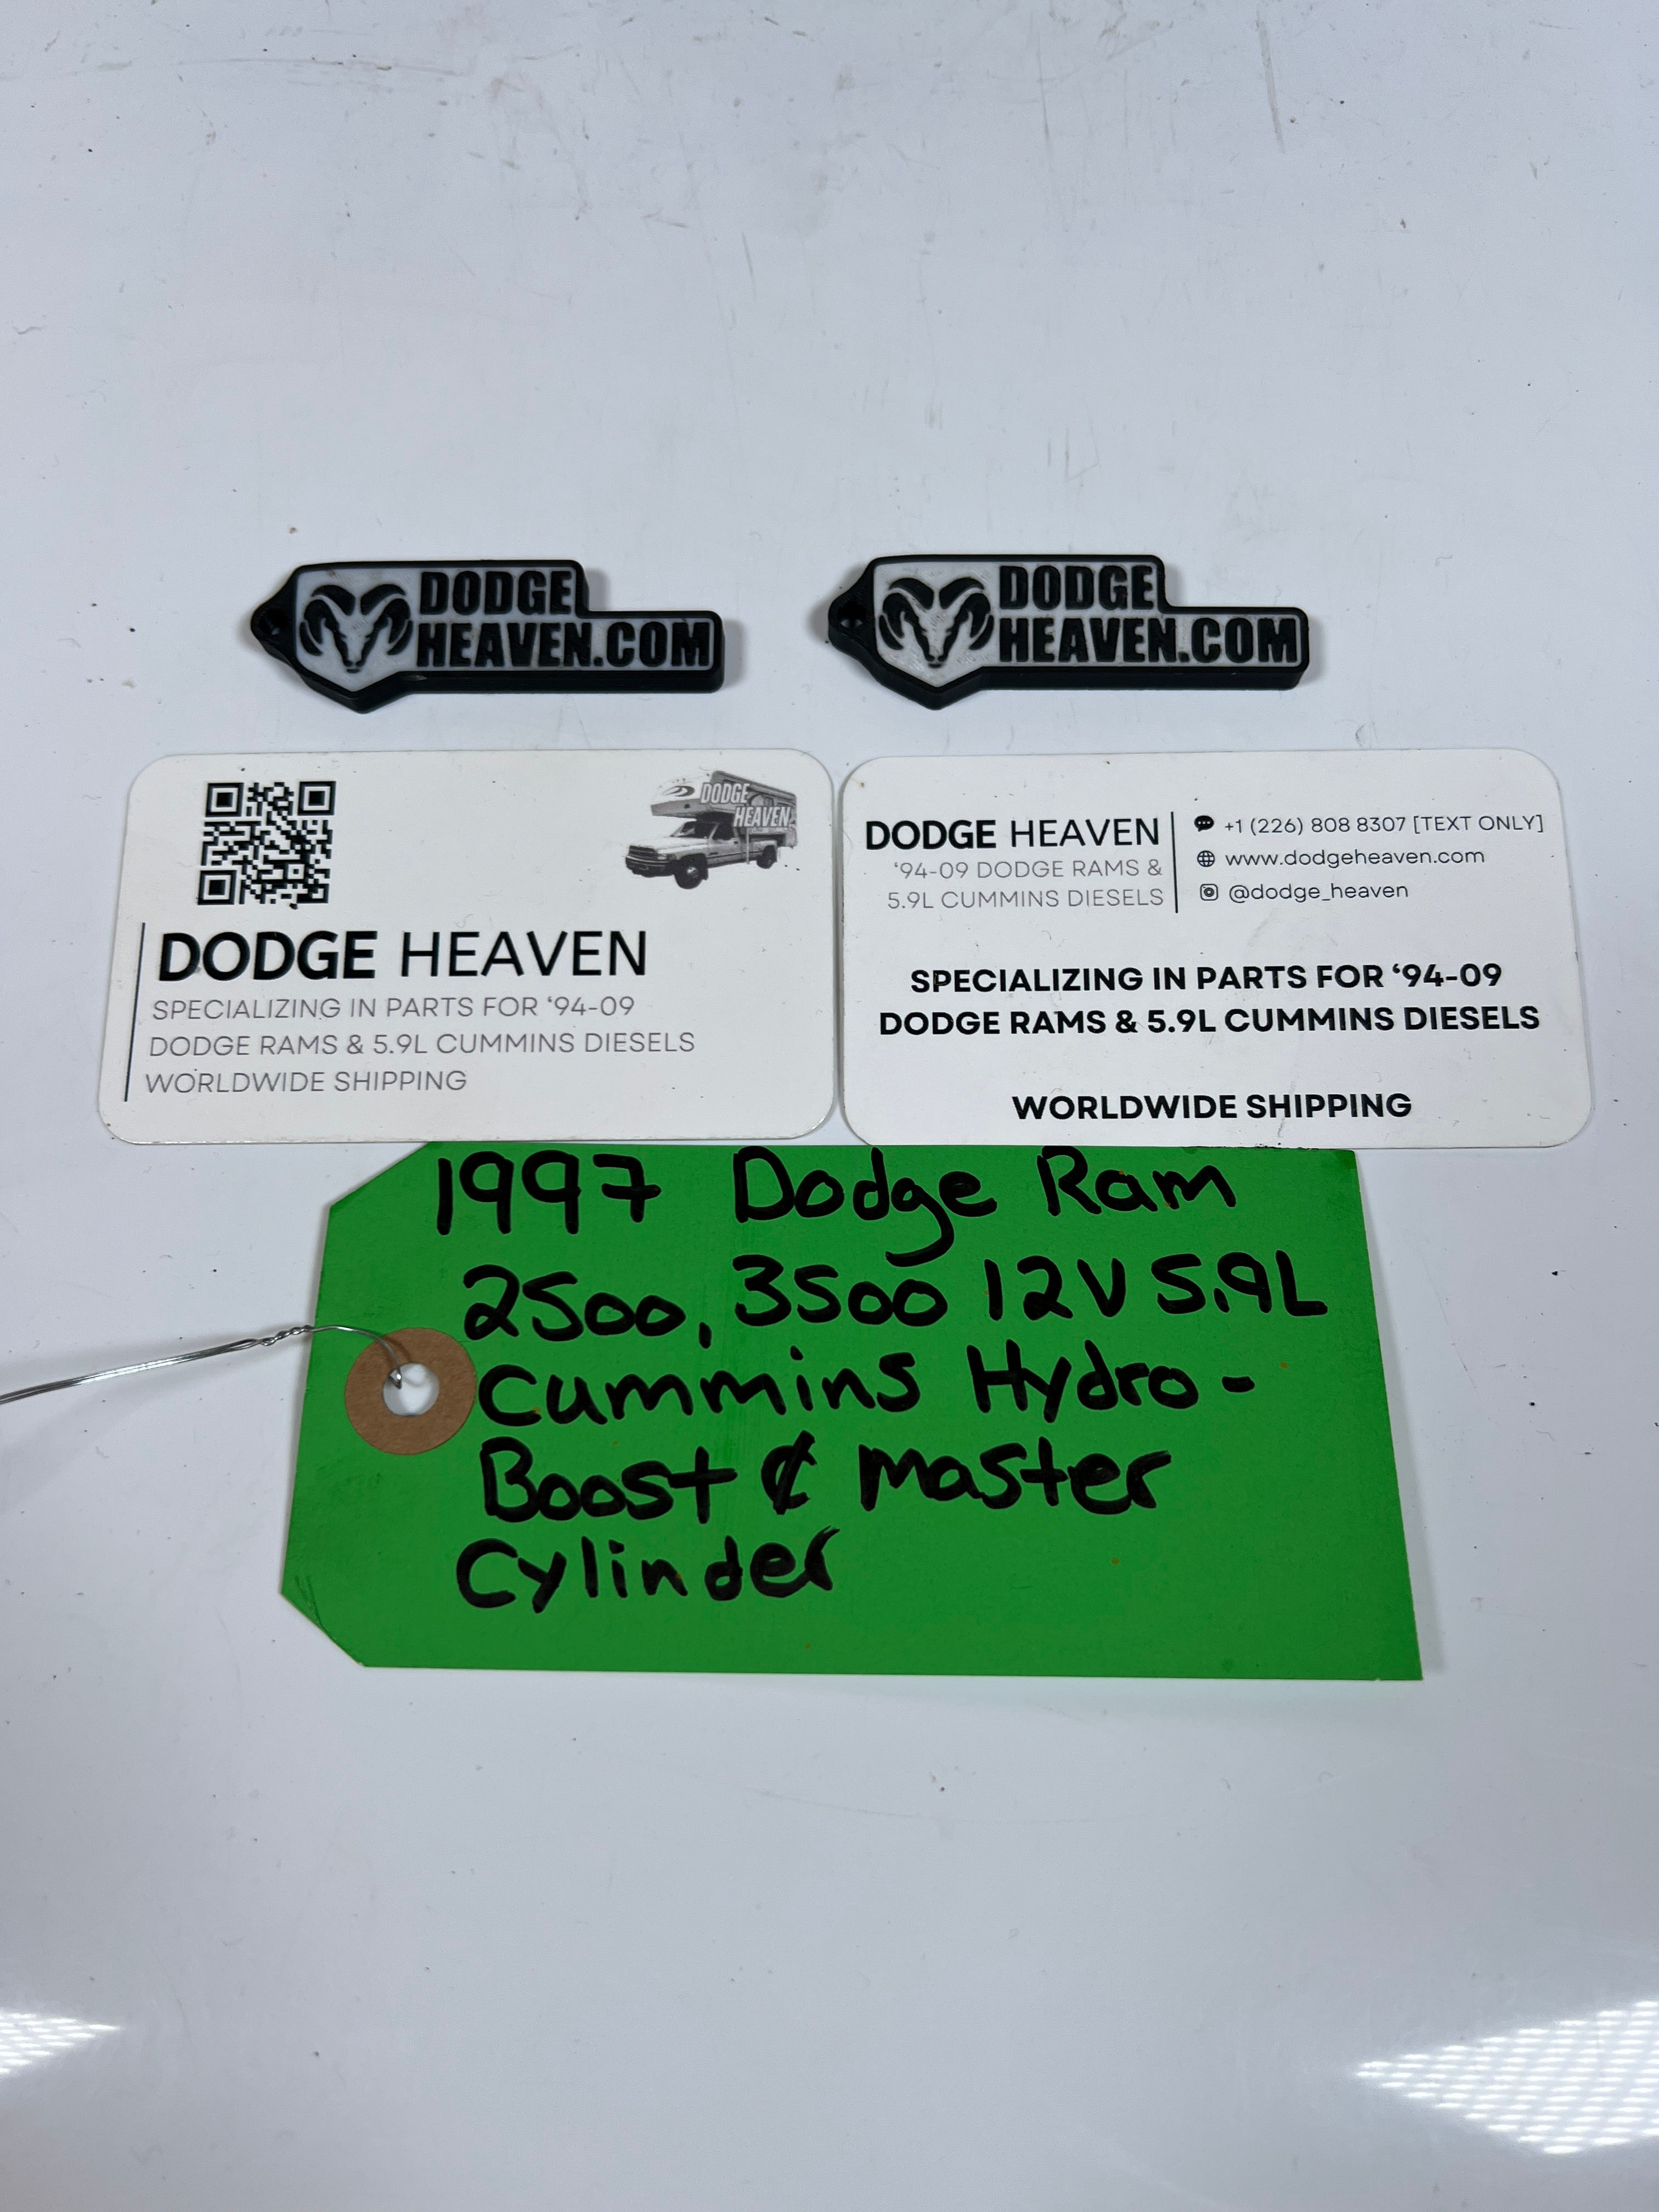 DODGE
HEAVEN.COM
DODGE
HEAVEN.COM
DODGE
HEAVEN
DODGE HEAVEN
SPECIALIZING IN PARTS FOR ‘94-09
DODGE RAMS & 5.9L CUMMINS DIESELS
WORLDWIDE SHIPPING
DODGE HEAVEN
‘94-09 DODGE RAMS &
5.9L CUMMINS DIESELS
+1 (226) 808 8307 [TEXT ONLY]
www.dodgeheaven.com
@dodge_heaven
SPECIALIZING IN PARTS FOR ‘94-09
DODGE RAMS & 5.9L CUMMINS DIESELS
WORLDWIDE SHIPPING
1997 Dodge Ram
2500, 3500 12V 5.9L
Cummins Hydro-
Boost & Master
Cylinder